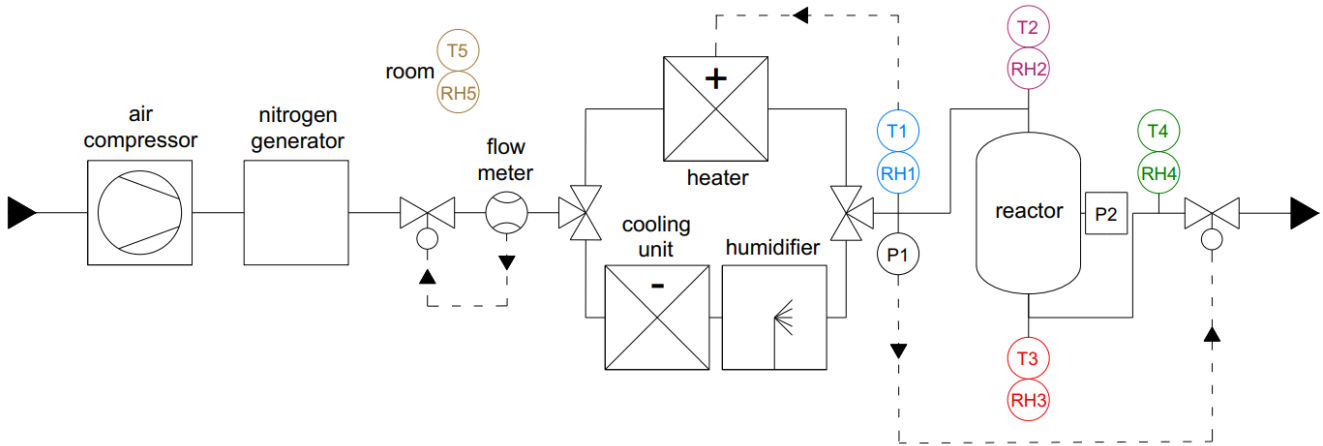 air
compressor
nitrogen
generator
room
T5
RH5
flow
meter
+
heater
cooling
unit
-
humidifier
T1
RH1
P1
T2
RH2
reactor
P2
T3
RH3
T4
RH4